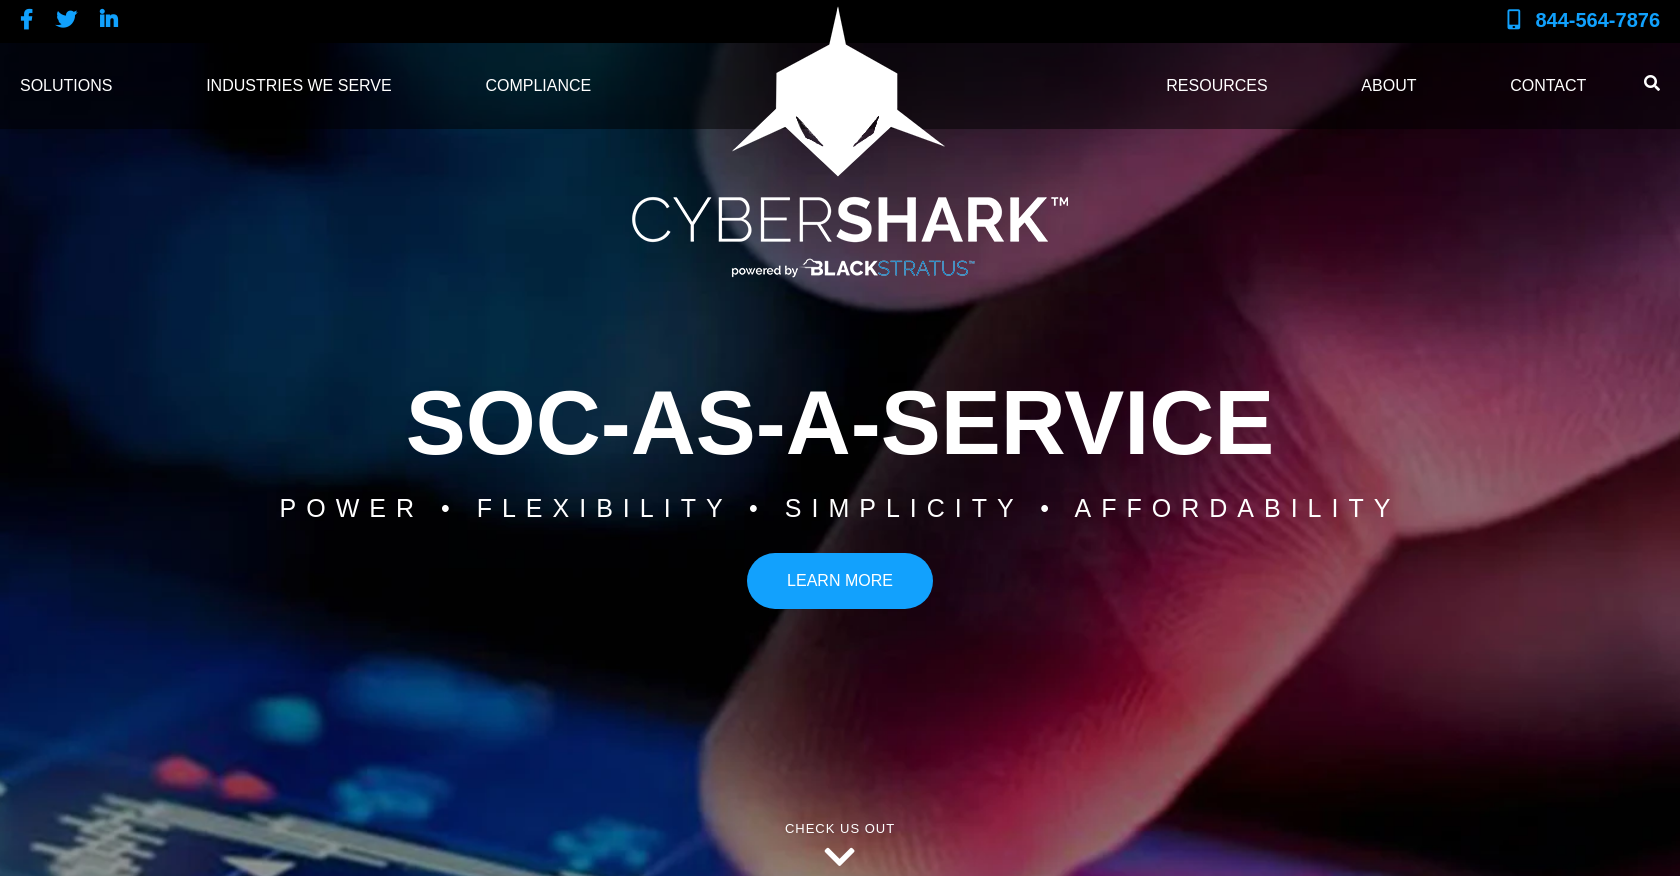 844-564-7876
SOLUTIONS
INDUSTRIES WE SERVE
COMPLIANCE
RESOURCES
ABOUT
CONTACT
CYBERSHARK™
powered by BLACKSTRATUS™
SOC-AS-A-SERVICE
POWER • FLEXIBILITY • SIMPLICITY • AFFORDABILITY
LEARN MORE
CHECK US OUT